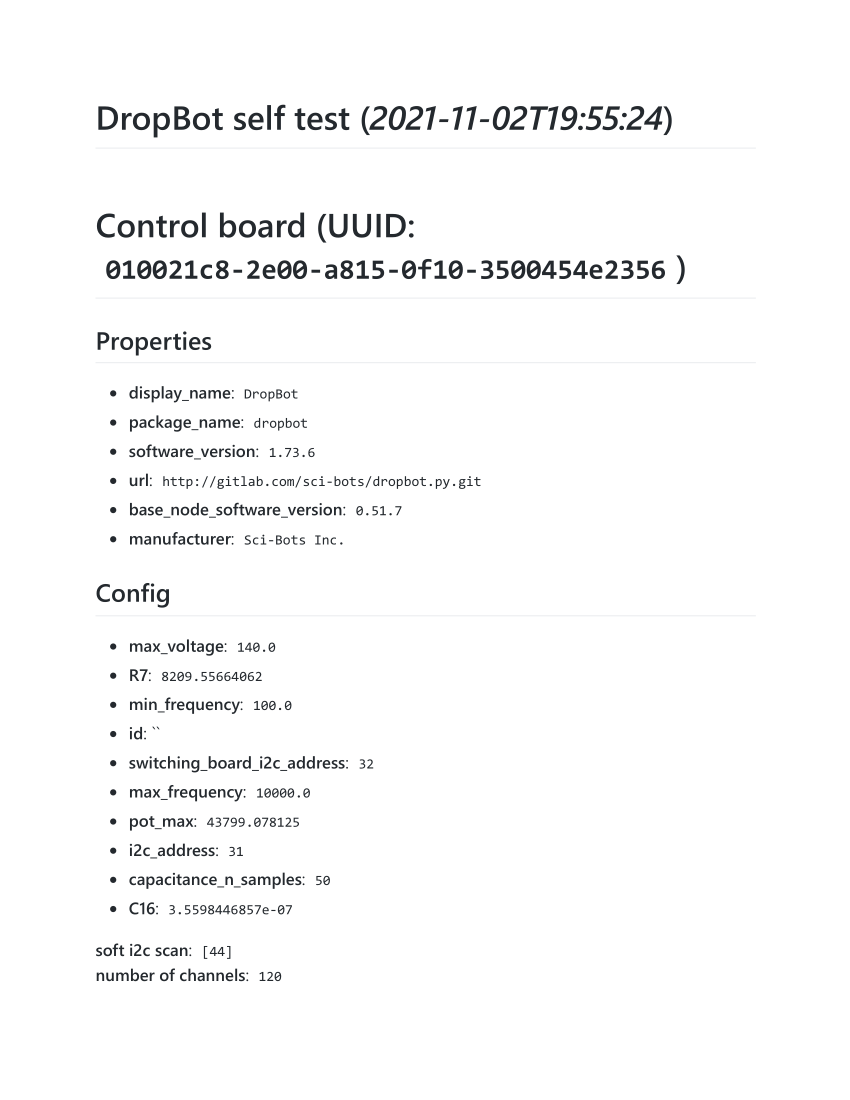 DropBot self test (2021-11-02T19:55:24)
Control board (UUID:
010021c8-2e00-a815-0f10-3500454e2356 )
Properties
• display_name: DropBot
• package_name: dropbot
• software_version: 1.73.6
• url: http://gitlab.com/sci-bots/dropbot.py.git
• base_node_software_version: 0.51.7
• manufacturer: Sci-Bots Inc.
Config
• max_voltage: 140.0
• R7: 8209.55664062
• min_frequency: 100.0
• id: ``
• switching_board_i2c_address: 32
• max_frequency: 10000.0
• pot_max: 43799.078125
• i2c_address: 31
• capacitance_n_samples: 50
• C16: 3.5598446857e-07
soft i2c scan: [44]
number of channels: 120